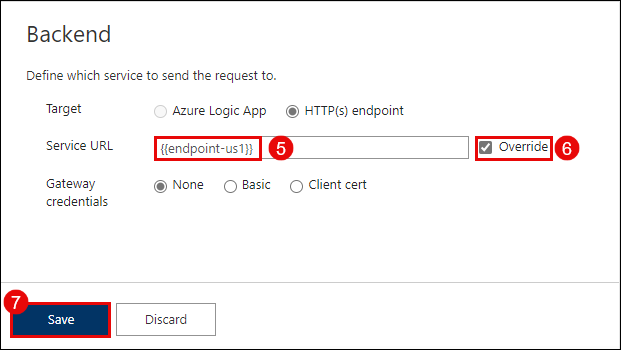 Backend
Define which service to send the request to.
Target Azure Logic App HTTP(s) endpoint
Service URL {{endpoint-us1}} 5 Override 6
Gateway credentials None Basic Client cert
7
Save Discard